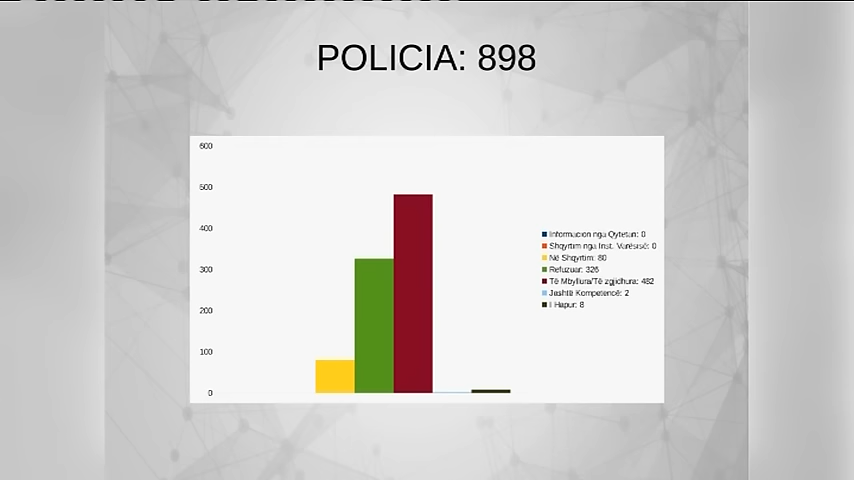 POLICIA: 898
600
500
400
300
200
100
0
Informacion nga Qytetari: 0
Shqyrtim nga Inst. Varësisë: 0
Në Shqyrtim: 80
Refuzuar: 326
Të Mbyllura/Të zgjidhura: 482
Jashtë Kompetencë: 2
I Hapur: 8